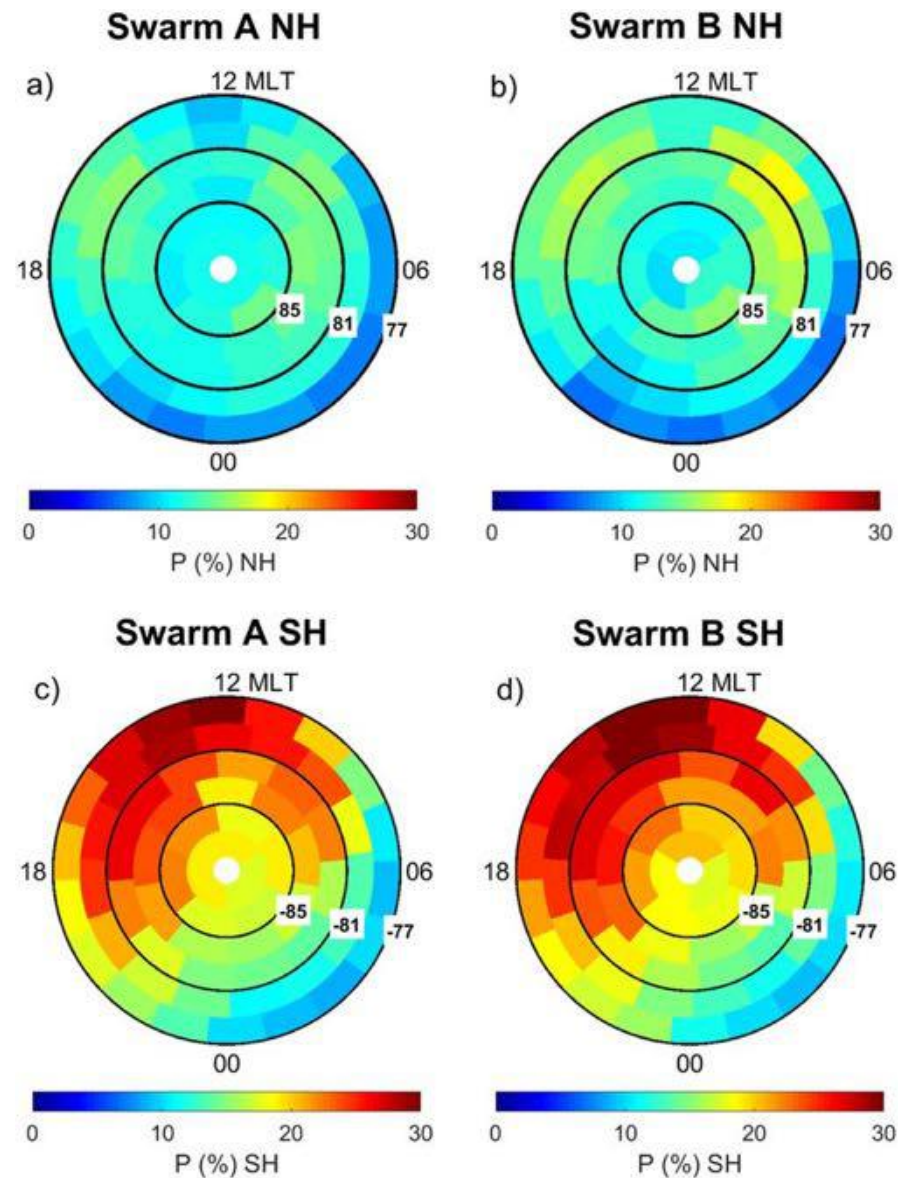 Swarm A NH
Swarm B NH
a)
12 MLT
b)
12 MLT
18
06
18
06
85
81
77
85
81
77
00
00
0
10
20
30
0
10
20
30
P (%) NH
P (%) NH
Swarm A SH
Swarm B SH
c)
12 MLT
d)
12 MLT
18
06
18
06
-85
-81
-77
-85
-81
-77
00
00
0
10
20
30
0
10
20
30
P (%) SH
P (%) SH